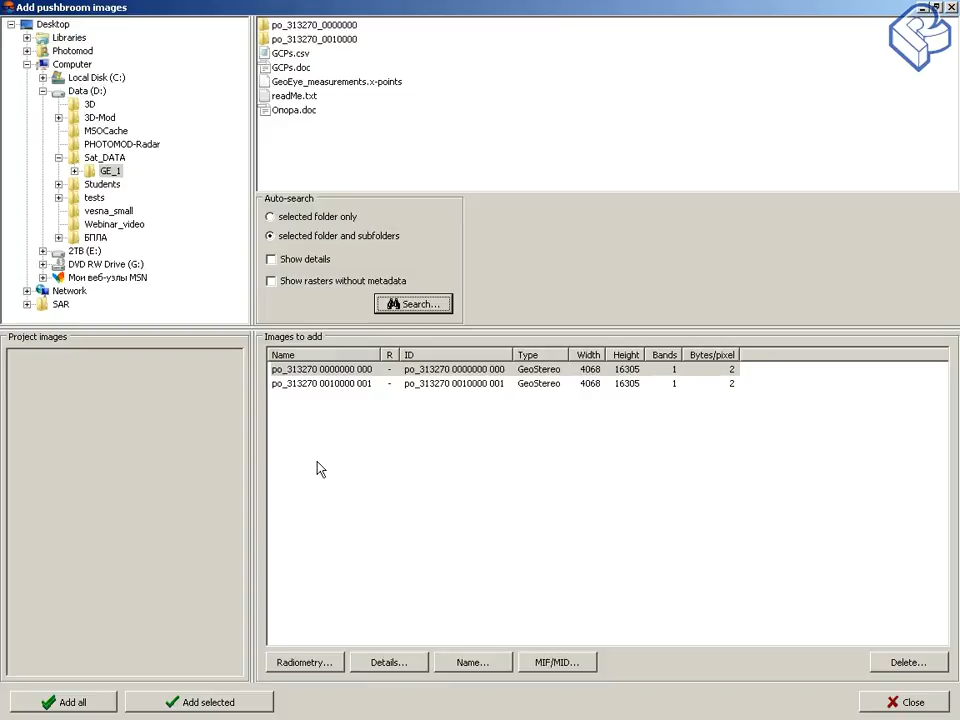 Add pushbroom images
Desktop
Libraries
Photomod
Computer
Local Disk (C:)
Data (D:)
3D
3D-Mod
MSOCache
PHOTOMOD-Radar
Sat_DATA
GE_1
Students
tests
vesna_small
Webinar_video
БПЛА
2TB (E:)
DVD RW Drive (G:)
Мои веб-узлы MSN
Network
SAR
po_313270_0000000
po_313270_0010000
GCPs.csv
GCPs.doc
GeoEye_measurements.x-points
readMe.txt
Опора.doc
Auto-search
selected folder only
selected folder and subfolders
Show details
Show rasters without metadata
Search...
Project images
Images to add
Name R ID Type Width Height Bands Bytes/pixel
po_313270 0000000 000 - po_313270 0000000 000 GeoStereo 4068 16305 1 2
po_313270 0010000 001 - po_313270 0010000 001 GeoStereo 4068 16305 1 2
Radiometry... Details... Name... MIF/MID... Delete...
Add all Add selected Close